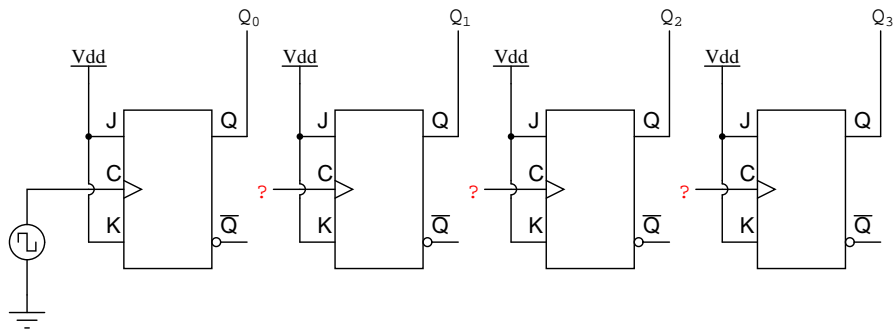 Q0 Q1 Q2 Q3
Vdd Vdd Vdd Vdd
J Q J Q J Q J Q
C ? C ? C ? C
K Q̅ K Q̅ K Q̅ K Q̅